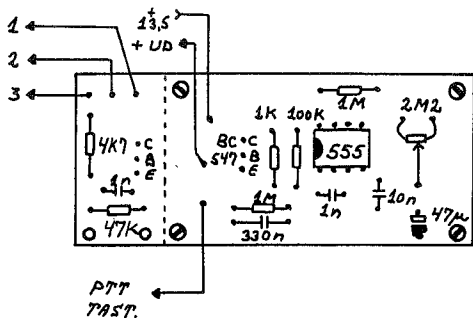 1
2
3
+
13,5
+ UD
1M
2M2
1K
100K
BC
547
C
B
E
555
4K7
C
B
E
1n
47K
1M
330n
1n
10n
47µ
PTT
TAST.